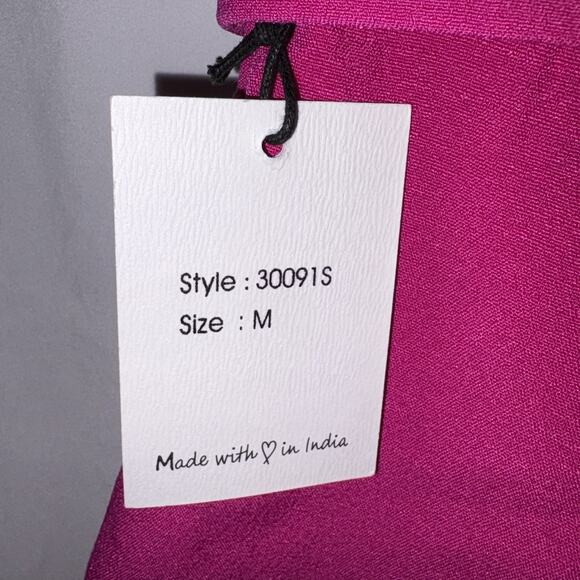 Style : 30091S
Size : M
Made with ♡ in India